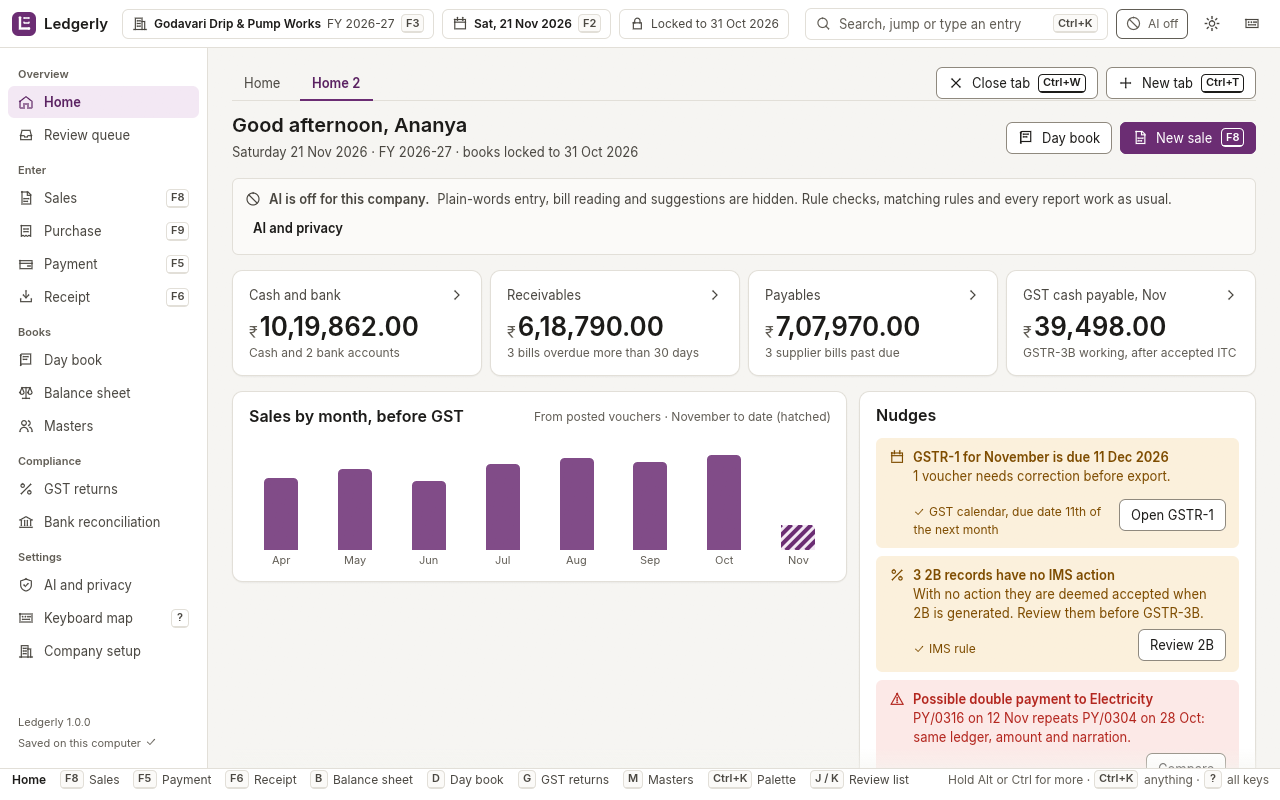 Ledgerly
Godavari Drip & Pump Works FY 2026-27 F3
Sat, 21 Nov 2026 F2
Locked to 31 Oct 2026
Search, jump or type an entry Ctrl+K
AI off
Overview
Home
Review queue
Enter
Sales F8
Purchase F9
Payment F5
Receipt F6
Books
Day book
Balance sheet
Masters
Compliance
GST returns
Bank reconciliation
Settings
AI and privacy
Keyboard map ?
Company setup
Ledgerly 1.0.0
Saved on this computer ✓
Home
Home 2
Close tab Ctrl+W
New tab Ctrl+T
Good afternoon, Ananya
Saturday 21 Nov 2026 · FY 2026-27 · books locked to 31 Oct 2026
Day book
New sale F8
AI is off for this company. Plain-words entry, bill reading and suggestions are hidden. Rule checks, matching rules and every report work as usual.
AI and privacy
Cash and bank
₹10,19,862.00
Cash and 2 bank accounts
Receivables
₹6,18,790.00
3 bills overdue more than 30 days
Payables
₹7,07,970.00
3 supplier bills past due
GST cash payable, Nov
₹39,498.00
GSTR-3B working, after accepted ITC
Sales by month, before GST
From posted vouchers · November to date (hatched)
Apr May Jun Jul Aug Sep Oct Nov
Nudges
GSTR-1 for November is due 11 Dec 2026
1 voucher needs correction before export.
✓ GST calendar, due date 11th of
the next month
Open GSTR-1
3 2B records have no IMS action
With no action they are deemed accepted when
2B is generated. Review them before GSTR-3B.
✓ IMS rule
Review 2B
Possible double payment to Electricity
PY/0316 on 12 Nov repeats PY/0304 on 28 Oct:
same ledger, amount and narration.
Compare
Home F8 Sales F5 Payment F6 Receipt B Balance sheet D Day book G GST returns M Masters Ctrl+K Palette J / K Review list Hold Alt or Ctrl for more · Ctrl+K anything · ? all keys